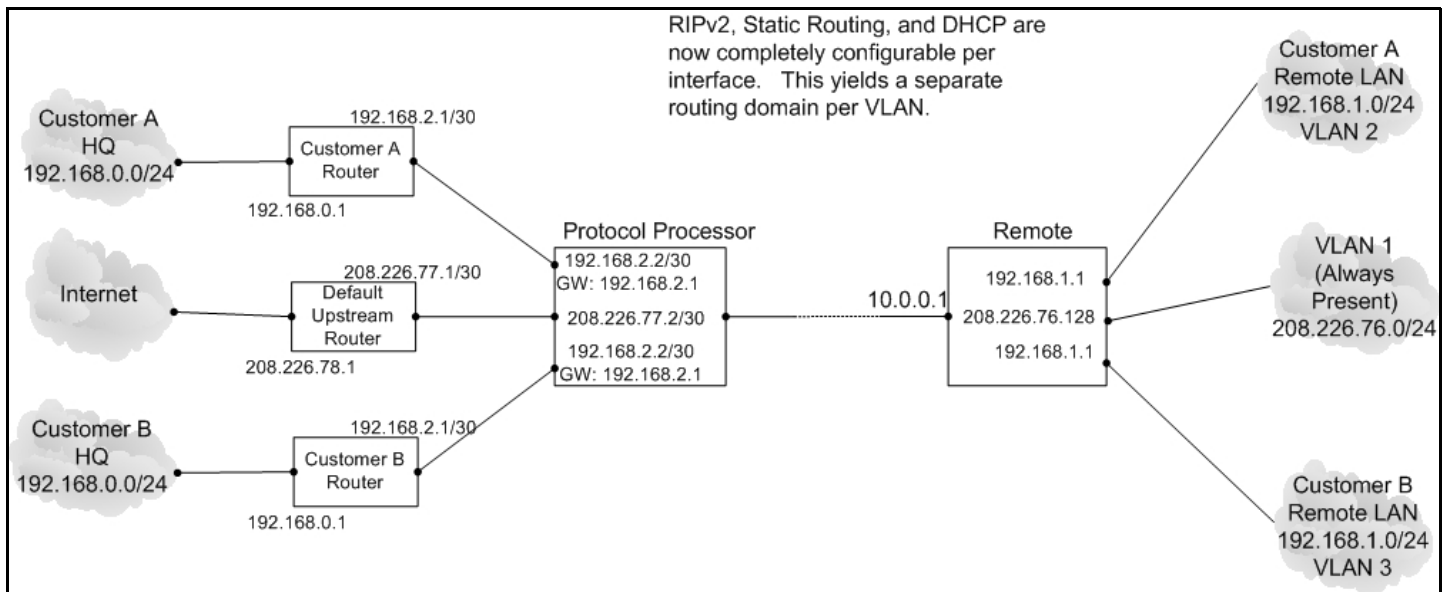 RIPv2, Static Routing, and DHCP are
now completely configurable per
interface. This yields a separate
routing domain per VLAN.
Customer A
HQ
192.168.0.0/24
192.168.2.1/30
Customer A
Router
192.168.0.1
Internet
208.226.77.1/30
Default
Upstream
Router
208.226.78.1
Customer B
HQ
192.168.0.0/24
192.168.2.1/30
Customer B
Router
192.168.0.1
Protocol Processor
192.168.2.2/30
GW: 192.168.2.1
208.226.77.2/30
192.168.2.2/30
GW: 192.168.2.1
10.0.0.1
Remote
192.168.1.1
208.226.76.128
192.168.1.1
Customer A
Remote LAN
192.168.1.0/24
VLAN 2
VLAN 1
(Always
Present)
208.226.76.0/24
Customer B
Remote LAN
192.168.1.0/24
VLAN 3